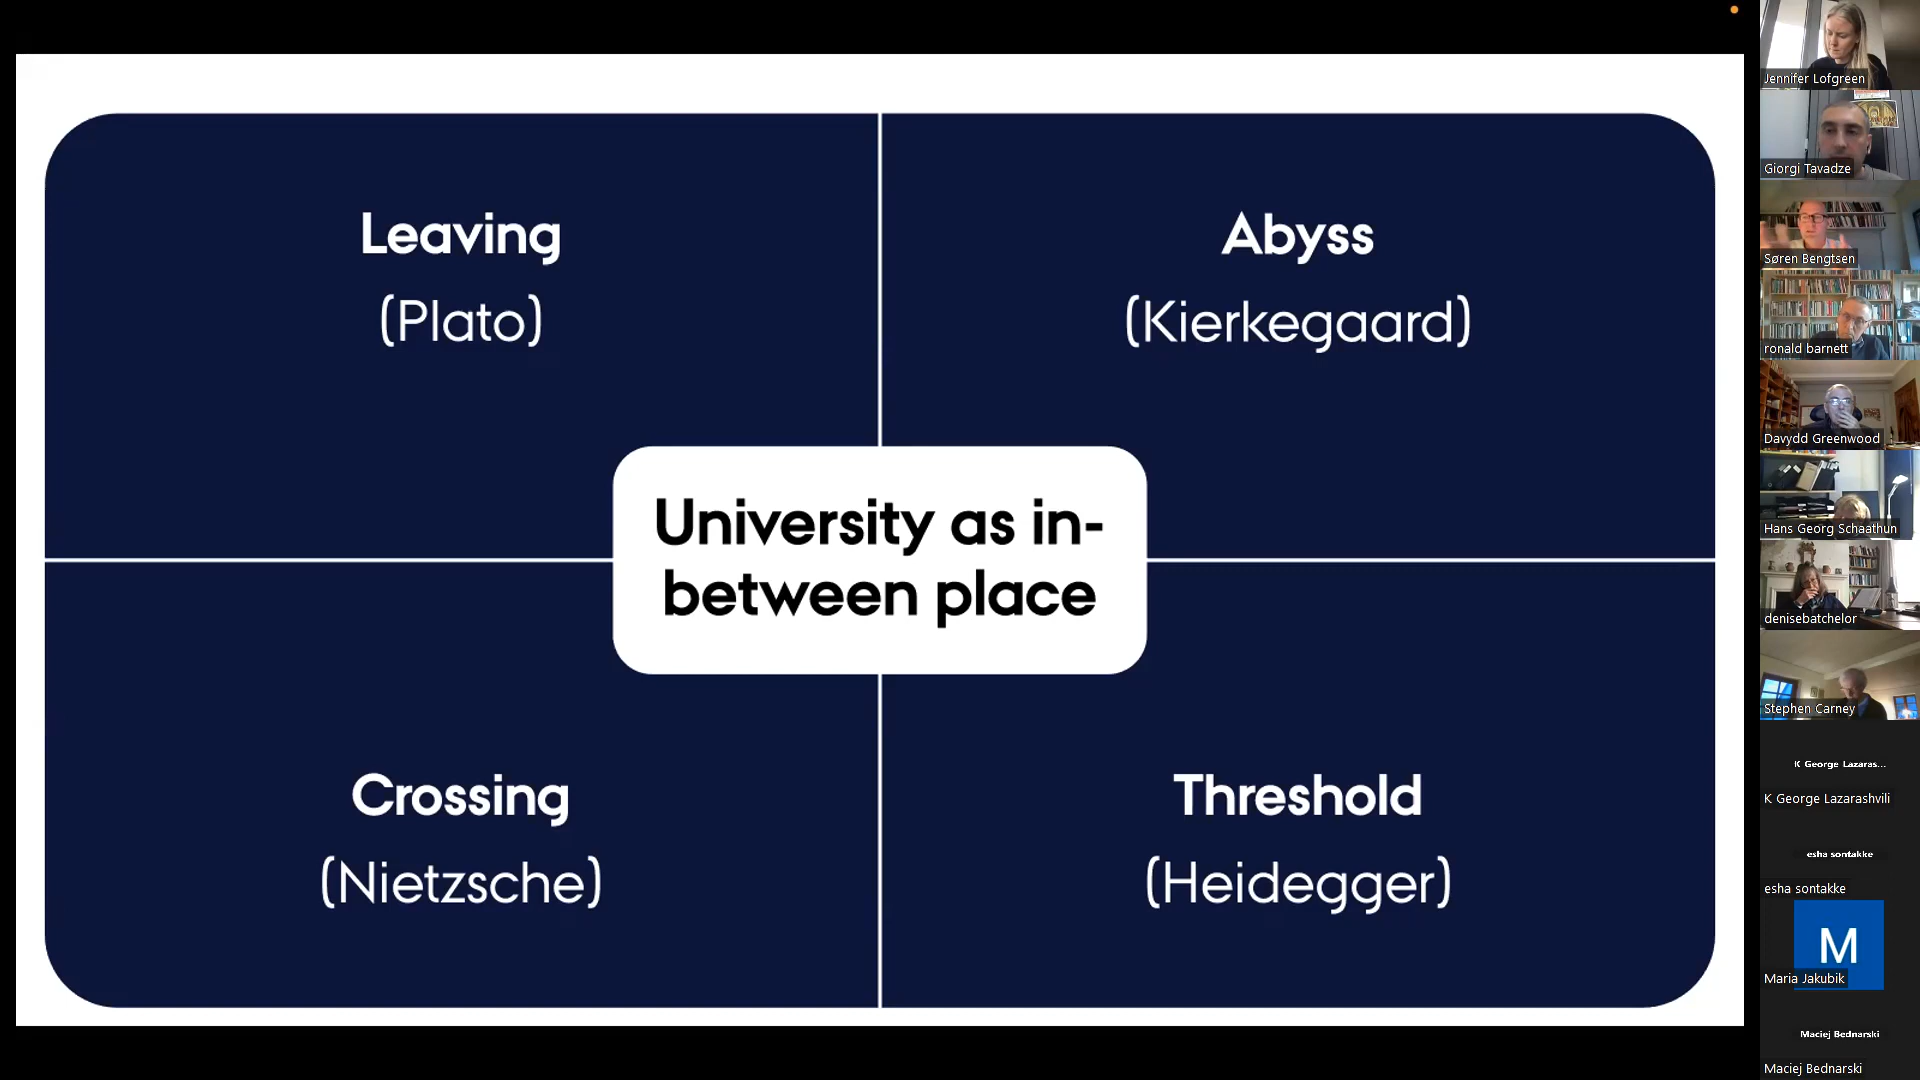 Leaving
(Plato)
Abyss
(Kierkegaard)
University as in-
between place
Crossing
(Nietzsche)
Threshold
(Heidegger)
Jennifer Lofgreen
Giorgi Tavadze
Søren Bengtsen
ronald barnett
Davydd Greenwood
Hans Georg Schaathun
denisebatchelor
Stephen Carney
K George Lazaras...
K George Lazarashvili
esha sontakke
esha sontakke
M
Maria Jakubik
Maciej Bednarski
Maciej Bednarski